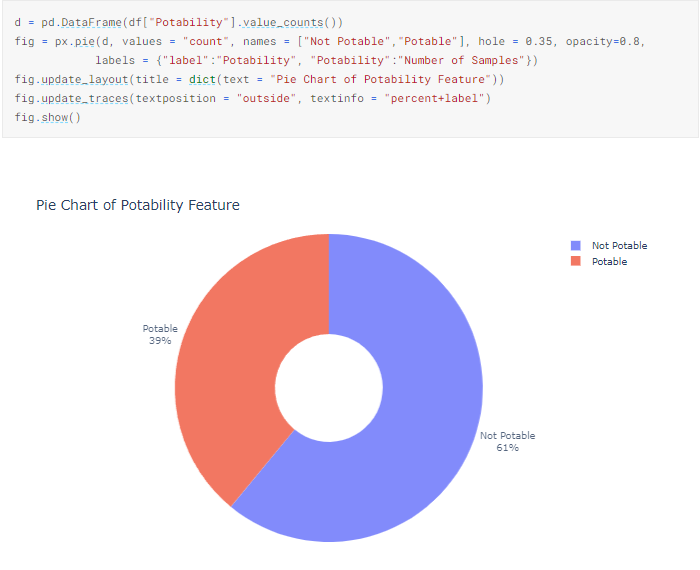 d = pd.DataFrame(df["Potability"].value_counts())
fig = px.pie(d, values = "count", names = ["Not Potable","Potable"], hole = 0.35, opacity=0.8,
            labels = {"label":"Potability", "Potability":"Number of Samples"})
fig.update_layout(title = dict(text = "Pie Chart of Potability Feature"))
fig.update_traces(textposition = "outside", textinfo = "percent+label")
fig.show()
Pie Chart of Potability Feature
Not Potable
Potable
Potable
39%
Not Potable
61%